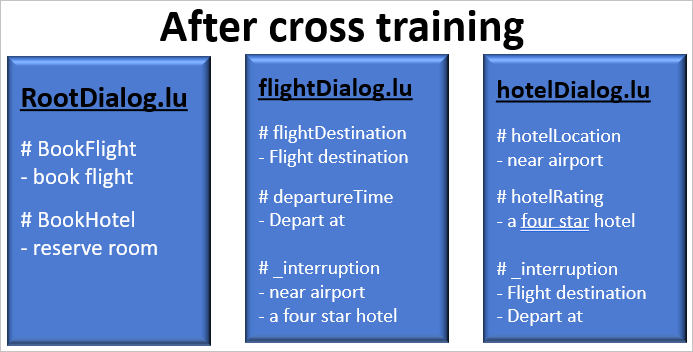 After cross training
RootDialog.lu
# BookFlight
- book flight
# BookHotel
- reserve room
flightDialog.lu
# flightDestination
- Flight destination
# departureTime
- Depart at
# _interruption
- near airport
- a four star hotel
hotelDialog.lu
# hotelLocation
- near airport
# hotelRating
- a four star hotel
# _interruption
- Flight destination
- Depart at